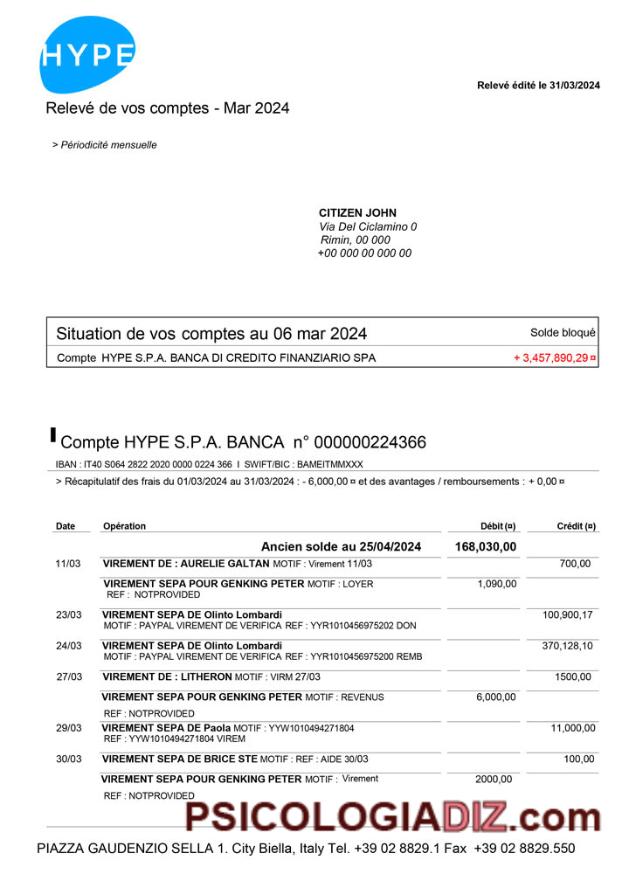 HYPE
Relevé édité le 31/03/2024
Relevé de vos comptes - Mar 2024
> Périodicité mensuelle
CITIZEN JOHN
Via Del Ciclamino 0
Rimin, 00 000
+00 000 00 000 00
Situation de vos comptes au 06 mar 2024 Solde bloqué
Compte HYPE S.P.A. BANCA DI CREDITO FINANZIARIO SPA + 3,457,890,29 ¤
Compte HYPE S.P.A. BANCA n° 000000224366
IBAN : IT40 S064 2822 2020 0000 0224 366 I SWIFT/BIC : BAMEITMMXXX
> Récapitulatif des frais du 01/03/2024 au 31/03/2024 : - 6,000,00 ¤ et des avantages / remboursements : + 0,00 ¤
Date Opération Débit (¤) Crédit (¤)
Ancien solde au 25/04/2024 168,030,00
11/03 VIREMENT DE : AURELIE GALTAN MOTIF : Virement 11/03 700,00
VIREMENT SEPA POUR GENKING PETER MOTIF : LOYER 1,090,00
REF : NOTPROVIDED
23/03 VIREMENT SEPA DE Olinto Lombardi 100,900,17
MOTIF : PAYPAL VIREMENT DE VERIFICA REF : YYR1010456975202 DON
24/03 VIREMENT SEPA DE Olinto Lombardi 370,128,10
MOTIF : PAYPAL VIREMENT DE VERIFICA REF : YYR1010456975200 REMB
27/03 VIREMENT DE : LITHERON MOTIF : VIRM 27/03 1500,00
VIREMENT SEPA POUR GENKING PETER MOTIF : REVENUS 6,000,00
REF : NOTPROVIDED
29/03 VIREMENT SEPA DE Paola MOTIF : YYW1010494271804 11,000,00
REF : YYW1010494271804 VIREM
30/03 VIREMENT SEPA DE BRICE STE MOTIF : REF : AIDE 30/03 100,00
VIREMENT SEPA POUR GENKING PETER MOTIF : Virement 2000,00
REF : NOTPROVIDED
PSICOLOGIADIZ.com
PIAZZA GAUDENZIO SELLA 1. City Biella, Italy Tel. +39 02 8829.1 Fax +39 02 8829.550